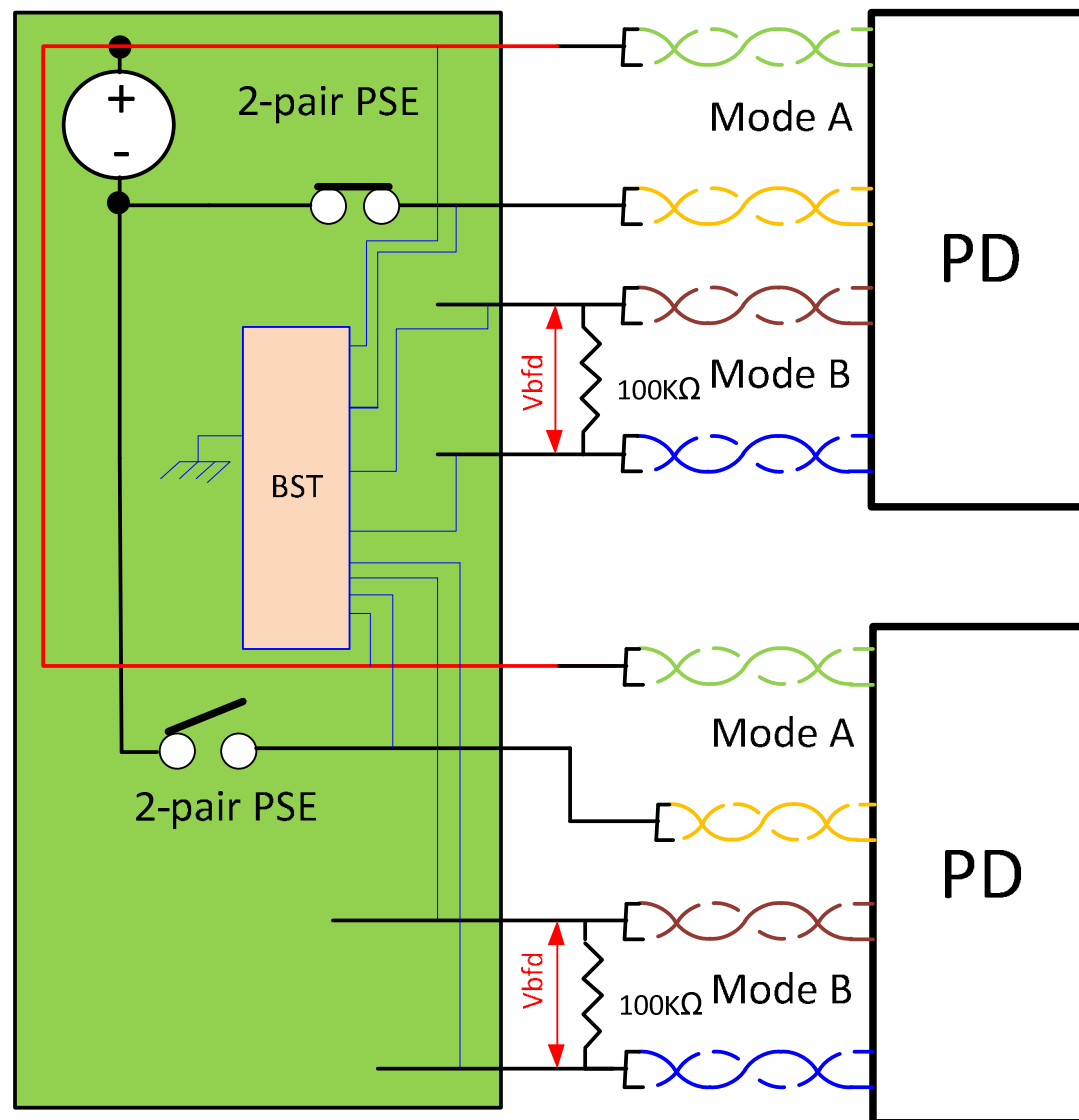 +
-
2-pair PSE
Mode A
PD
Vbfd
100KΩ
Mode B
BST
Mode A
2-pair PSE
PD
Vbfd
100KΩ
Mode B